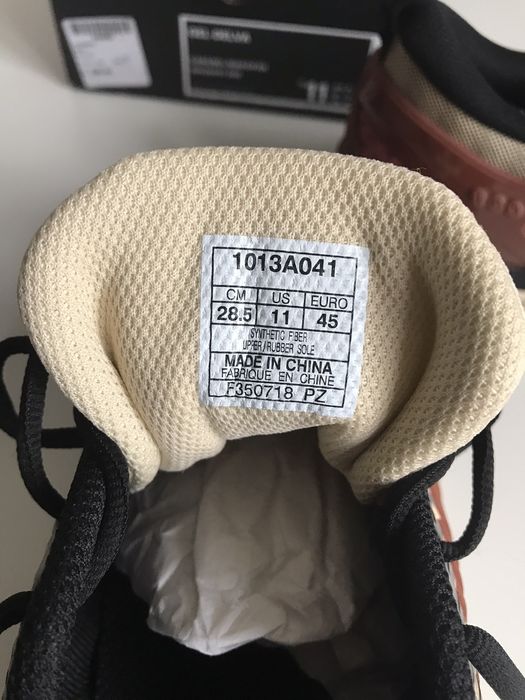 11
1013A041
CM US EURO
28.5 11 45
SYNTHETIC FIBER
UPPER/RUBBER SOLE
MADE IN CHINA
FABRIQUE EN CHINE
F350718 PZ